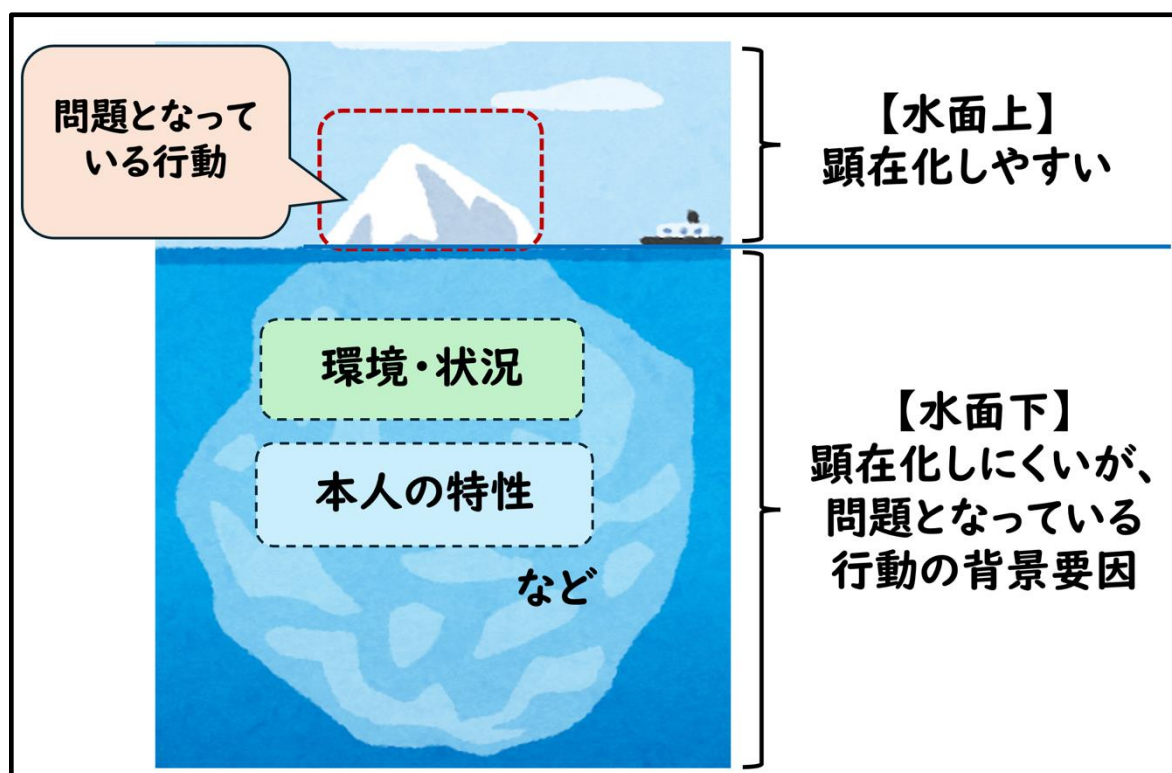 問題となって
いる行動
【水面上】
顕在化しやすい
環境・状況
本人の特性
など
【水面下】
顕在化しにくいが、
問題となっている
行動の背景要因